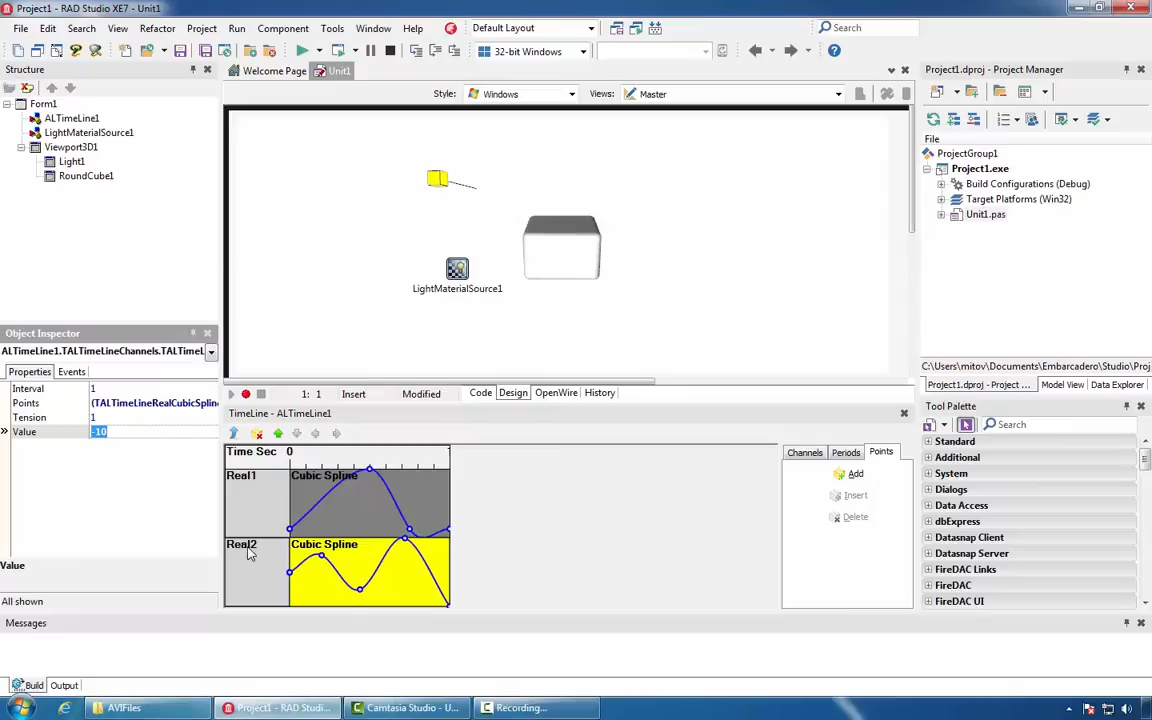 Project1 - RAD Studio XE7 - Unit1
File Edit Search View Refactor Project Run Component Tools Window Help
Default Layout
Search
32-bit Windows
Structure
Form1
ALTimeLine1
LightMaterialSource1
Viewport3D1
Light1
RoundCube1
Welcome Page Unit1
Style: Windows Views: Master
LightMaterialSource1
Object Inspector
ALTimeLine1.TALTimeLineChannels.TALTimeL
Properties Events
Interval 1
Points (TALTimeLineRealCubicSplin
Tension 1
Value -10
Value
All shown
1: 1 Insert Modified Code Design OpenWire History
TimeLine - ALTimeLine1
Time Sec 0
Real1 Cubic Spline
Real2 Cubic Spline
Channels Periods Points
Add
Insert
Delete
Project1.dproj - Project Manager
File
ProjectGroup1
Project1.exe
Build Configurations (Debug)
Target Platforms (Win32)
Unit1.pas
C:\Users\mitov\Documents\Embarcadero\Studio\Proj
Project1.dproj - Project ... Model View Data Explorer
Tool Palette
Search
Standard
Additional
System
Dialogs
Data Access
dbExpress
Datasnap Client
Datasnap Server
FireDAC Links
FireDAC
FireDAC UI
Messages
Build Output
AVIFiles
Project1 - RAD Studi...
Camtasia Studio - U...
Recording...